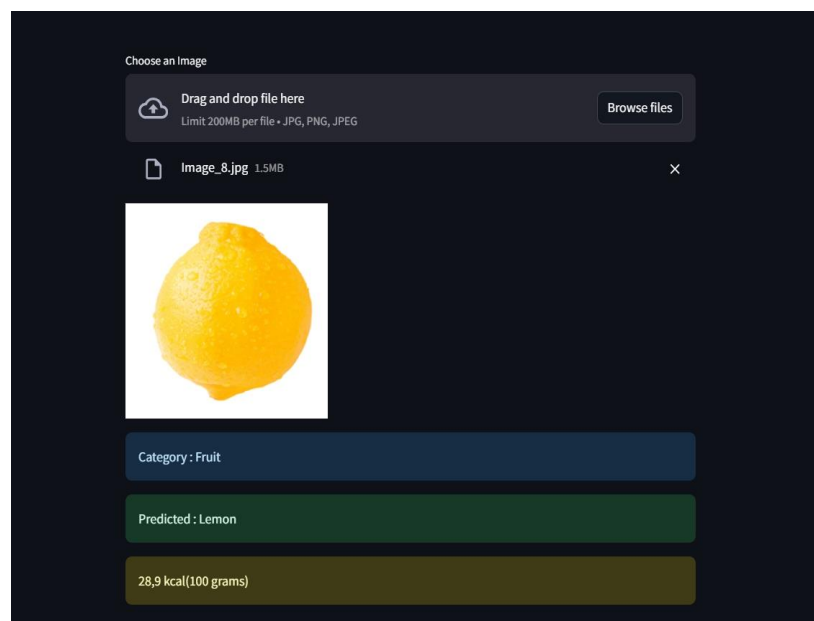 Choose an Image
Drag and drop file here
Limit 200MB per file • JPG, PNG, JPEG
Browse files
Image_8.jpg 1.5MB
Category : Fruit
Predicted : Lemon
28,9 kcal(100 grams)